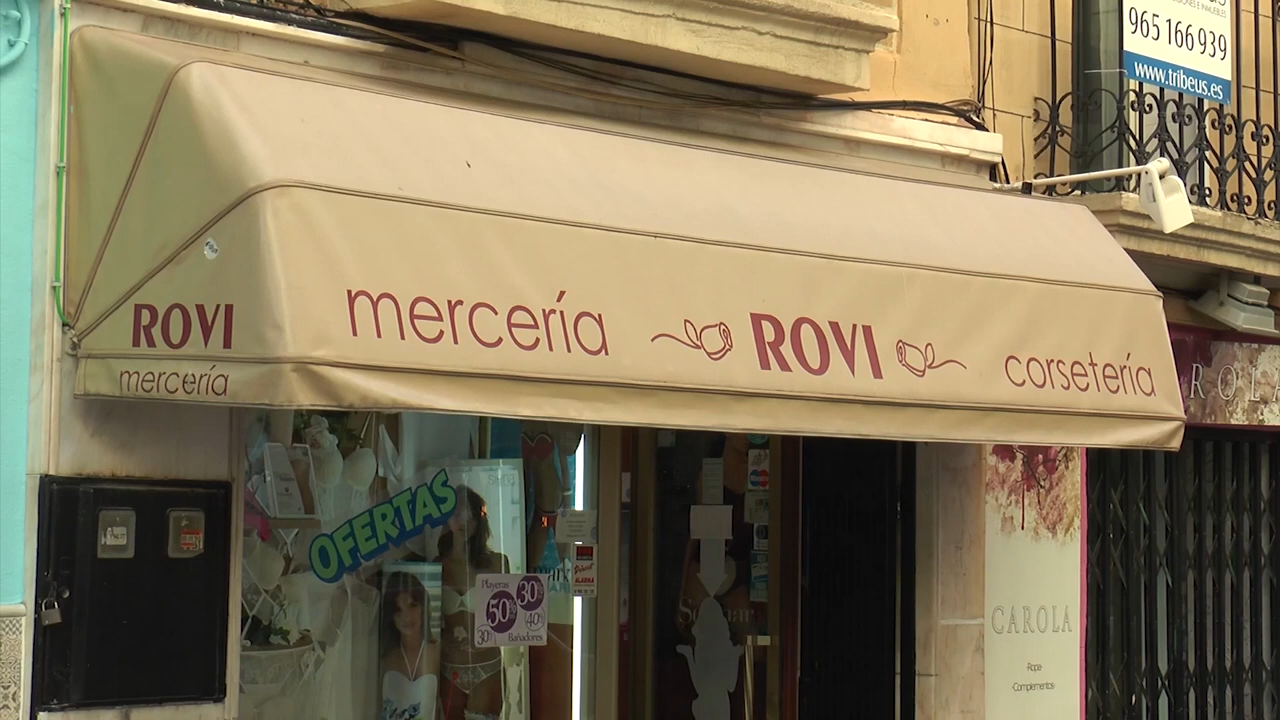 965 166 939
www.tribeus.es
ROVI
mercería
mercería ROVI corsetería
ROLA
OFERTAS
Playeras
50% 30%
30% 40%
Bañadores
CAROLA
·Ropa·
·Complementos·